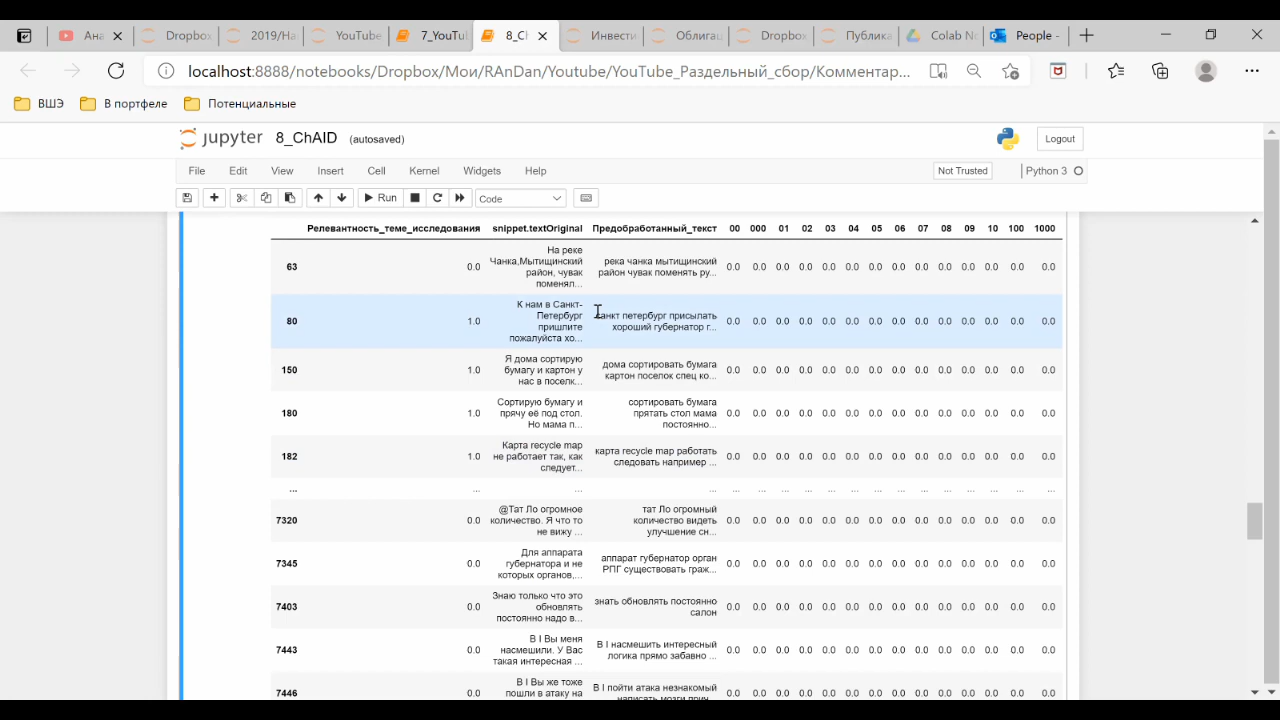 Ана
Dropbox
2019/На
YouTube
7_YouTu
8_Ch
Инвести
Облигац
Dropbox
Публика
Colab No
People -
localhost:8888/notebooks/Dropbox/Мои/RAnDan/Youtube/YouTube_Раздельный_сбор/Комментар...
ВШЭ
В портфеле
Потенциальные
jupyter 8_ChAID (autosaved)
Logout
File Edit View Insert Cell Kernel Widgets Help
Not Trusted
Python 3
Run
Code
Релевантность_теме_исследования snippet.textOriginal Предобработанный_текст 00 000 01 02 03 04 05 06 07 08 09 10 100 1000
На реке
63 0.0 Чанка,Мытищинский река чанка мытищинский 0.0 0.0 0.0 0.0 0.0 0.0 0.0 0.0 0.0 0.0 0.0 0.0 0.0 0.0
район, чувак район чувак поменять ру...
поменял...
К нам в Санкт-
80 1.0 Петербург санкт петербург присылать 0.0 0.0 0.0 0.0 0.0 0.0 0.0 0.0 0.0 0.0 0.0 0.0 0.0 0.0
пришлите хороший губернатор г...
пожалуйста хо...
Я дома сортирую
150 1.0 бумагу и картон у дома сортировать бумага 0.0 0.0 0.0 0.0 0.0 0.0 0.0 0.0 0.0 0.0 0.0 0.0 0.0 0.0
нас в поселк... картон поселок спец ко...
Сортирую бумагу и сортировать бумага
180 1.0 прячу её под стол. прятать стол мама 0.0 0.0 0.0 0.0 0.0 0.0 0.0 0.0 0.0 0.0 0.0 0.0 0.0 0.0
Но мама п... постоянно...
Карта recycle map
182 1.0 не работает так, как карта recycle map работать 0.0 0.0 0.0 0.0 0.0 0.0 0.0 0.0 0.0 0.0 0.0 0.0 0.0 0.0
следует... следовать например ...
... ... ... ... ... ... ... ... ... ... ... ... ... ... ... ... ... ...
@Тат Ло огромное тат Ло огромный
7320 0.0 количество. Я что то количество видеть 0.0 0.0 0.0 0.0 0.0 0.0 0.0 0.0 0.0 0.0 0.0 0.0 0.0 0.0
не вижу ... улучшение сн...
Для аппарата
7345 0.0 губернатора и не аппарат губернатор орган 0.0 0.0 0.0 0.0 0.0 0.0 0.0 0.0 0.0 0.0 0.0 0.0 0.0 0.0
которых органов,... РПГ существовать граж...
Знаю только что это
7403 0.0 обновлять знать обновлять постоянно 0.0 0.0 0.0 0.0 0.0 0.0 0.0 0.0 0.0 0.0 0.0 0.0 0.0 0.0
постоянно надо в... салон
В I Вы меня
7443 0.0 насмешили. У Вас В I насмешить интересный 0.0 0.0 0.0 0.0 0.0 0.0 0.0 0.0 0.0 0.0 0.0 0.0 0.0 0.0
такая интересная ... логика прямо забавно ...
В I Вы же тоже
7446 0.0 пошли в атаку на В I пойти атака незнакомый 0.0 0.0 0.0 0.0 0.0 0.0 0.0 0.0 0.0 0.0 0.0 0.0 0.0 0.0